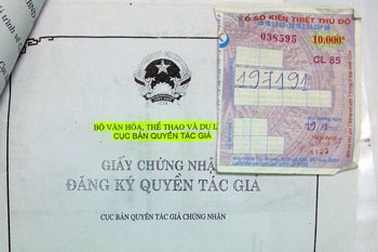 XỔ SỐ KIẾN THIẾT THỦ ĐÔ
038595 10,000đ
CL 85
197191
BỘ VĂN HÓA, THỂ THAO VÀ DU L
CỤC BẢN QUYỀN TÁC GIẢ
GIẤY CHỨNG NHẬ
ĐĂNG KÝ QUYỀN TÁC GIẢ
CỤC BẢN QUYỀN TÁC GIẢ CHỨNG NHẬN